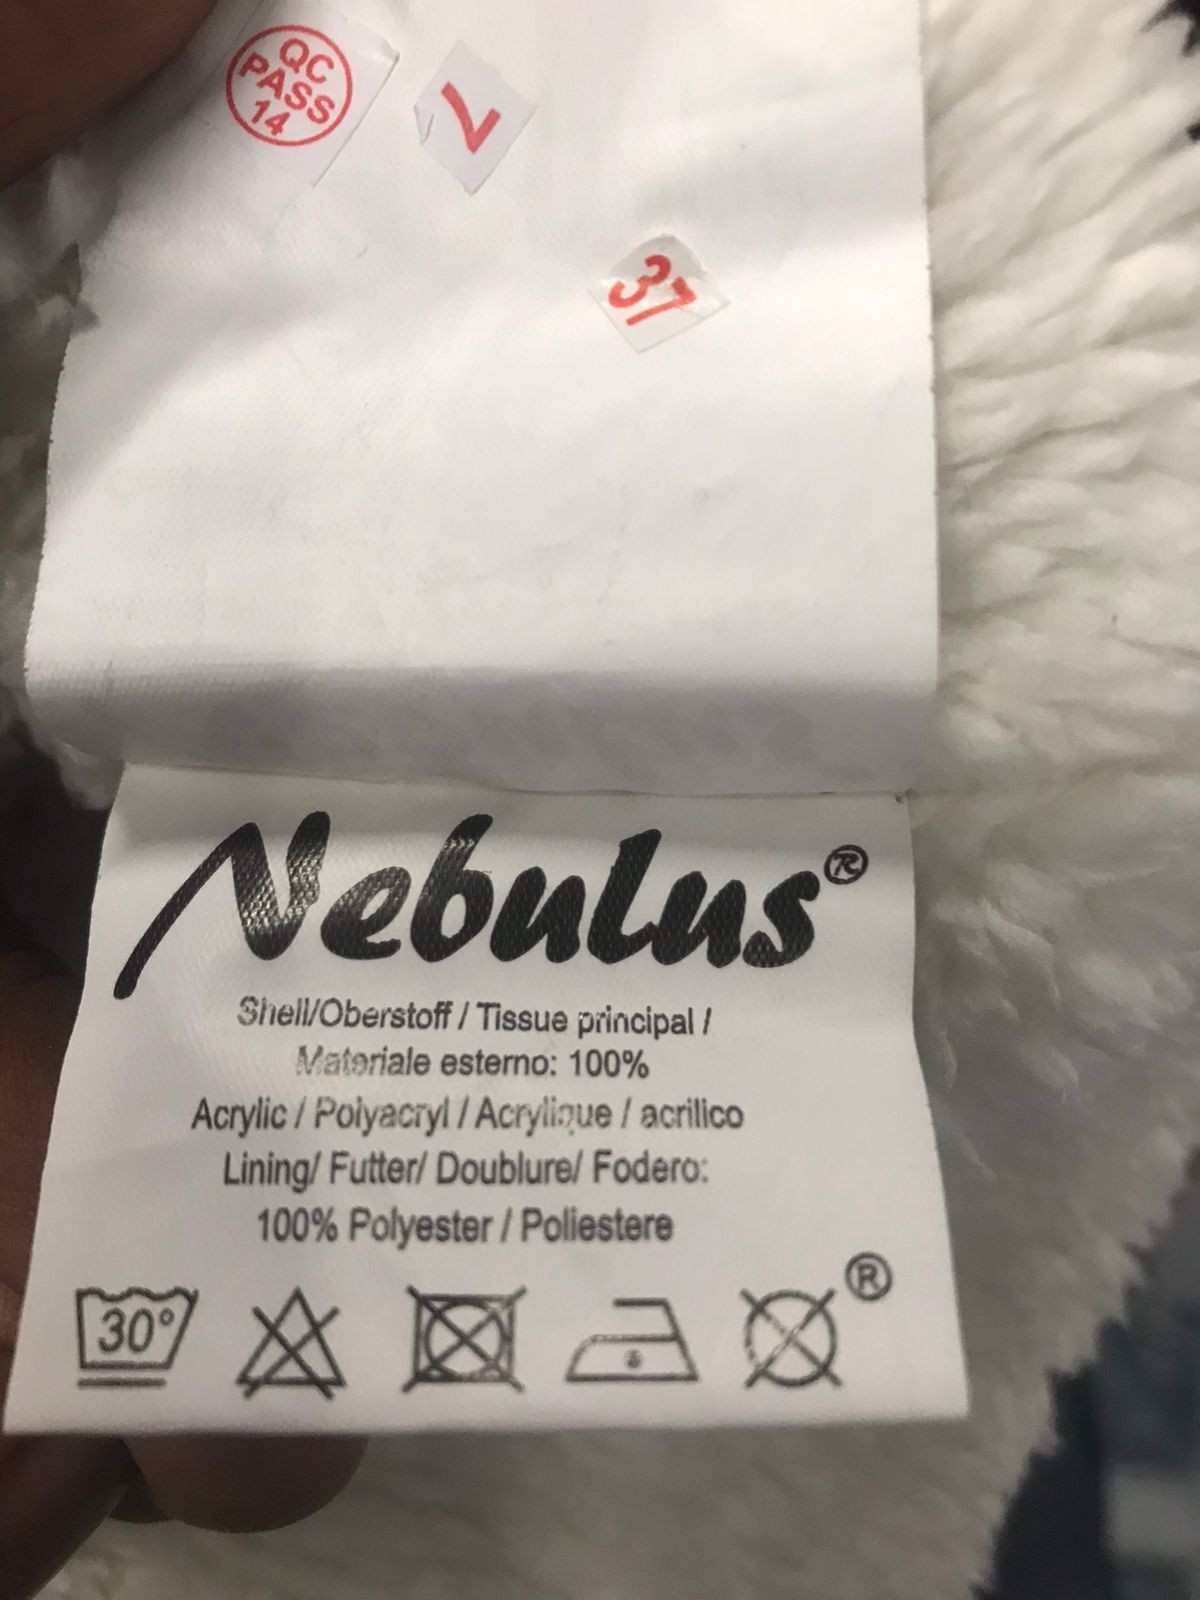 QC
PASS
14
7
37
Nebulus®
Shell/Oberstoff / Tissue principal /
Materiale esterno: 100%
Acrylic / Polyacryl / Acrylique / acrilico
Lining/ Futter/ Doublure/ Fodero:
100% Polyester / Poliestere
30°
®